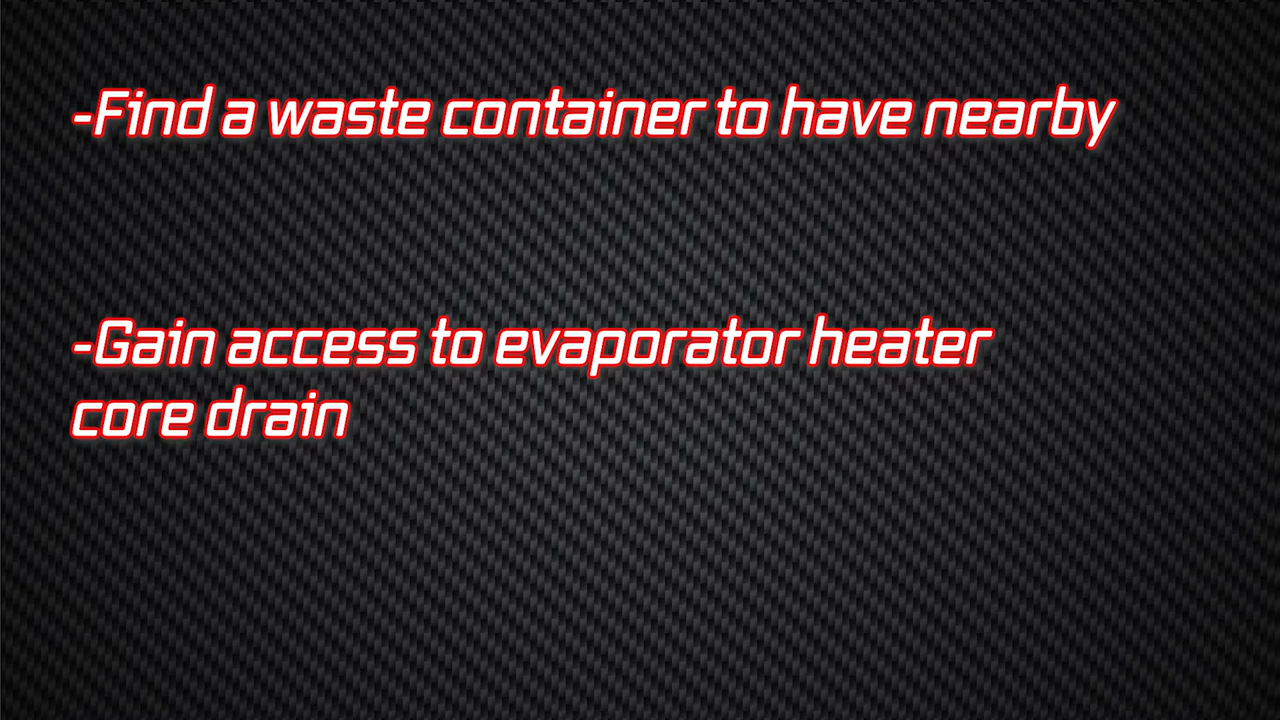 -Find a waste container to have nearby
-Gain access to evaporator heater
core drain